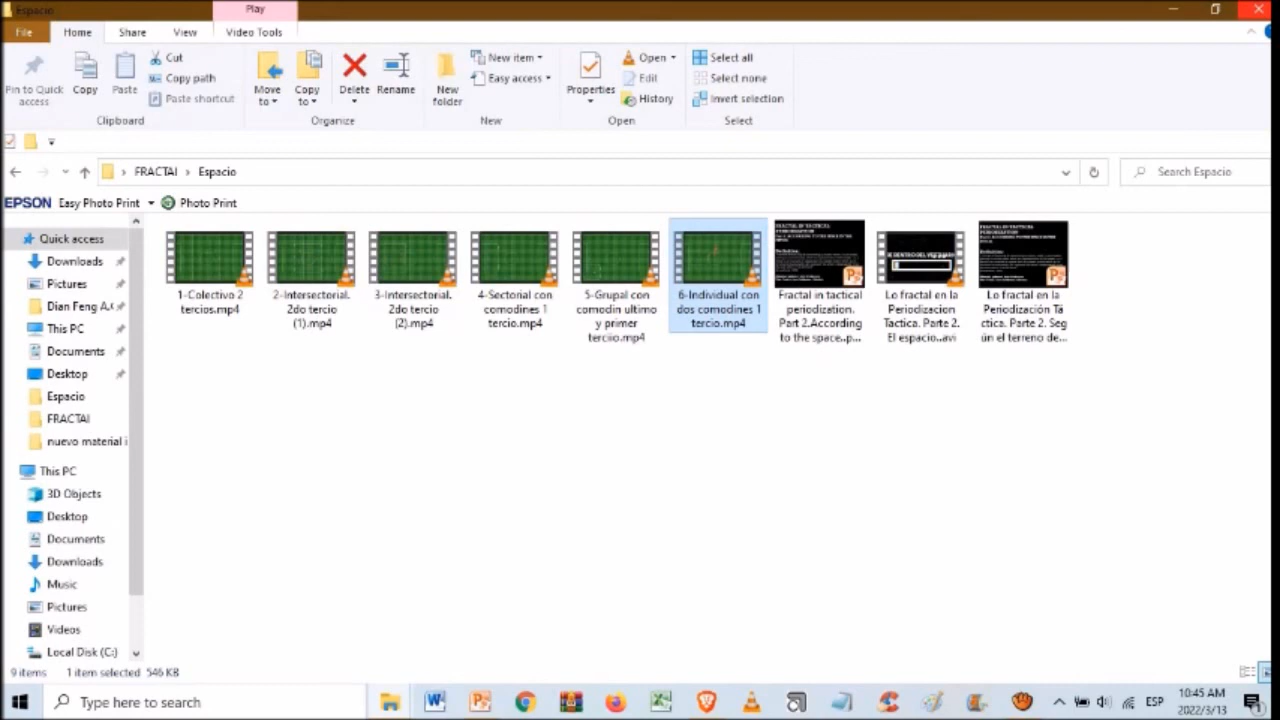 Espacio
Play
File
Home
Share
View
Video Tools
Pin to Quick access
Copy
Paste
Cut
Copy path
Paste shortcut
Clipboard
Move to
Copy to
Delete
Rename
Organize
New folder
New item
Easy access
New
Properties
Open
Edit
History
Open
Select all
Select none
Invert selection
Select
FRACTAl › Espacio
Search Espacio
EPSON Easy Photo Print Photo Print
Quick access
Downloads
Pictures
Dian Feng A.
This PC
Documents
Desktop
Espacio
FRACTAl
nuevo material i
This PC
3D Objects
Desktop
Documents
Downloads
Music
Pictures
Videos
Local Disk (C:)
1-Colectivo 2
tercios.mp4
2-Intersectorial.
2do tercio
(1).mp4
3-Intersectorial.
2do tercio
(2).mp4
4-Sectorial con
comodines 1
tercio.mp4
5-Grupal con
comodin ultimo
y primer
terciio.mp4
6-Individual con
dos comodines 1
tercio.mp4
Fractal in tactical
periodization.
Part 2.According
to the space..p...
Lo fractal en la
Periodizacion
Tactica. Parte 2.
El espacio..avi
Lo fractal en la
Periodización Tá
ctica. Parte 2. Seg
ún el terreno de...
9 items 1 item selected 546 KB
Type here to search
ESP
10:45 AM
2022/3/13